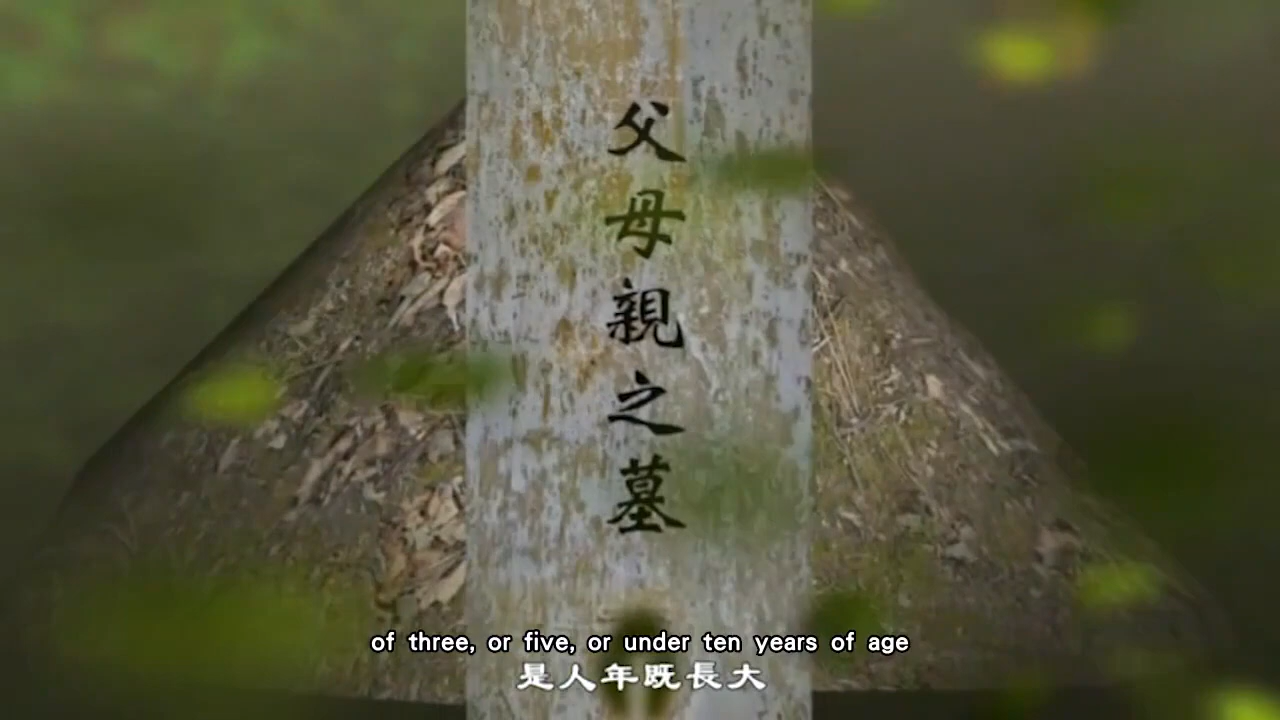 父母親之墓
of three, or five, or under ten years of age
是人年既長大